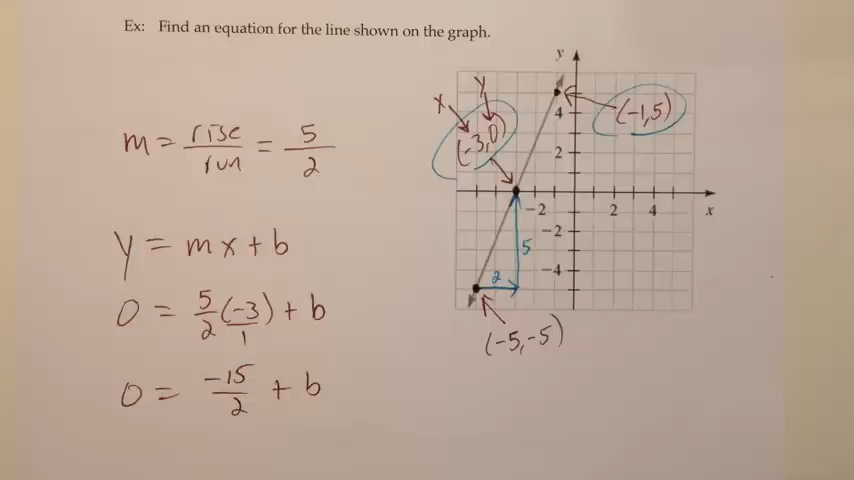 Ex: Find an equation for the line shown on the graph.
m = rise/run = 5/2
y = mx + b
0 = 5/2 (-3)/1 + b
0 = -15/2 + b
y
x y
(-3,0)
(-1,5)
4
2
-2 2 4 x
-2
-4
5
2
(-5,-5)